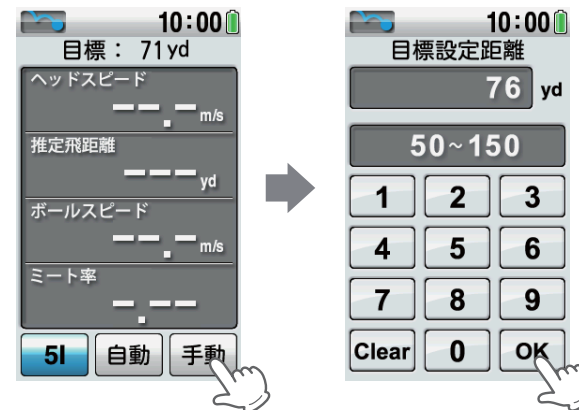 10:00
目標： 71yd
ヘッドスピード
--.- m/s
推定飛距離
--- yd
ボールスピード
--.- m/s
ミート率
-.--
5I 自動 手動
10:00
目標設定距離
76 yd
50~150
1 2 3
4 5 6
7 8 9
Clear 0 OK